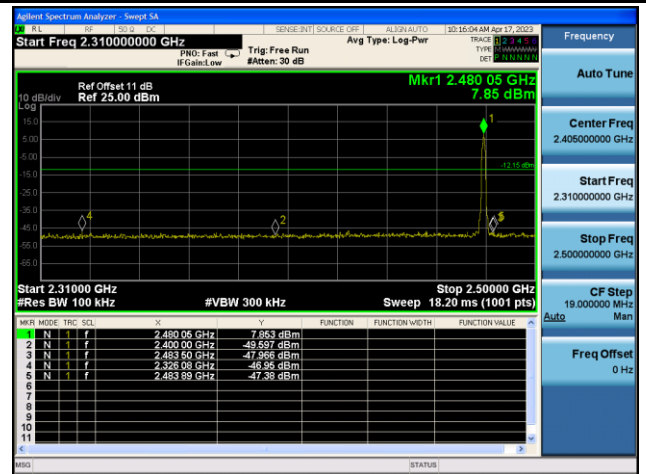 Agilent Spectrum Analyzer - Swept SA
RL RF 50 Ω DC SENSE:INT SOURCE OFF ALIGN AUTO 10:16:04 AM Apr 17, 2023
Start Freq 2.310000000 GHz
PNO: Fast
IFGain:Low
Trig: Free Run
#Atten: 30 dB
Avg Type: Log-Pwr
TRACE 1 2 3 4 5
TYPE M
DET P N N N N N
Mkr1 2.480 05 GHz
7.85 dBm
Ref Offset 11 dB
Ref 25.00 dBm
10 dB/div
Log
15.0
5.00
-5.00
-15.0
-25.0
-35.0
-45.0
-55.0
-65.0
-12.15 dBm
1
4
2
Start 2.31000 GHz
Stop 2.50000 GHz
#Res BW 100 kHz
#VBW 300 kHz
Sweep 18.20 ms (1001 pts)
MKR MODE TRC SCL X Y FUNCTION FUNCTION WIDTH FUNCTION VALUE
1 N 1 f 2.480 05 GHz 7.853 dBm
2 N 1 f 2.400 00 GHz -49.597 dBm
3 N 1 f 2.483 50 GHz -47.966 dBm
4 N 1 f 2.326 08 GHz -46.95 dBm
5 N 1 f 2.483 89 GHz -47.38 dBm
6
7
8
9
10
11
MSG STATUS
Frequency
Auto Tune
Center Freq
2.405000000 GHz
Start Freq
2.310000000 GHz
Stop Freq
2.500000000 GHz
CF Step
19.000000 MHz
Auto Man
Freq Offset
0 Hz